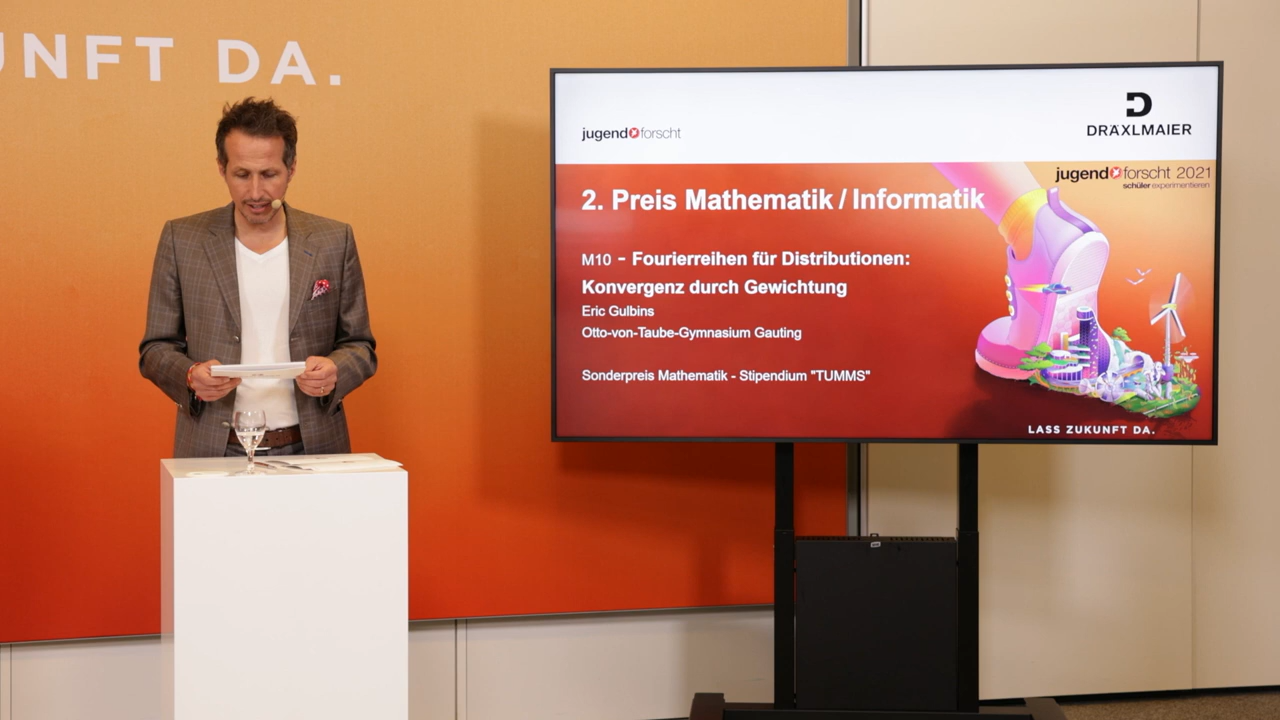 UNFT DA.
jugend forscht
DRÄXLMAIER
jugend forscht 2021
schüler experimentieren
2. Preis Mathematik / Informatik
M10 - Fourierreihen für Distributionen:
Konvergenz durch Gewichtung
Eric Gulbins
Otto-von-Taube-Gymnasium Gauting
Sonderpreis Mathematik - Stipendium "TUMMS"
LASS ZUKUNFT DA.